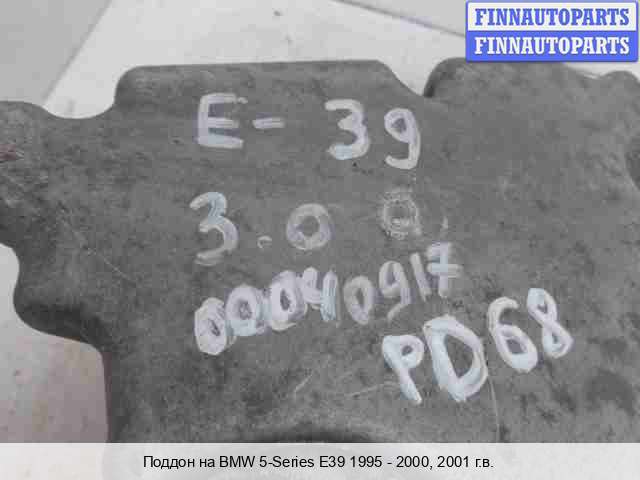 FINNAUTOPARTS
FINNAUTOPARTS
E-39
3.0
00040917
PD68
Поддон на BMW 5-Series E39 1995 - 2000, 2001 г.в.